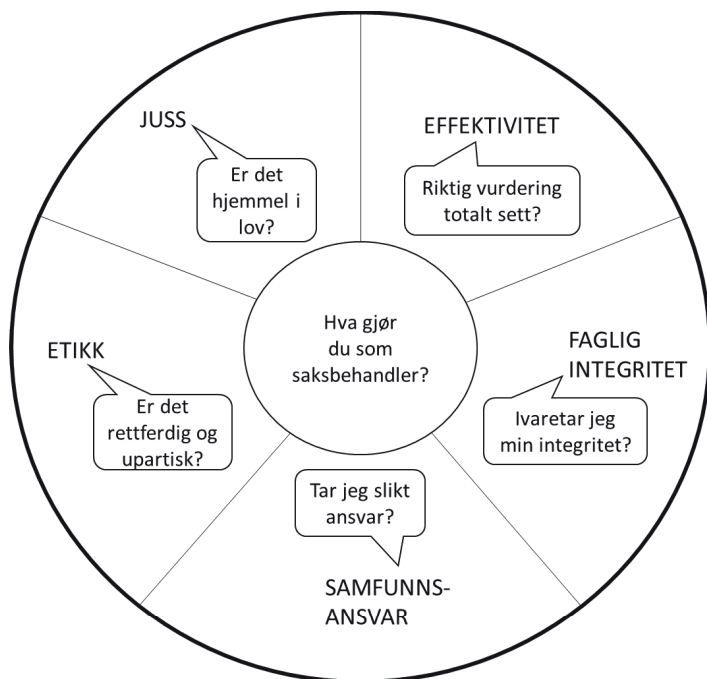 JUSS
Er det
hjemmel i
lov?
EFFEKTIVITET
Riktig vurdering
totalt sett?
Hva gjør
du som
saksbehandler?
ETIKK
Er det
rettferdig og
upartisk?
FAGLIG
INTEGRITET
Ivaretar jeg
min integritet?
Tar jeg slikt
ansvar?
SAMFUNNS-
ANSVAR